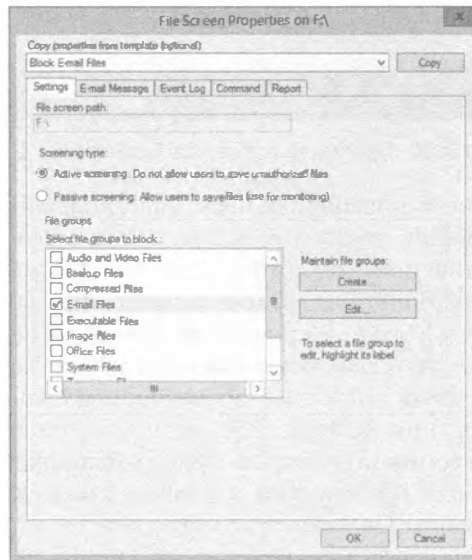 File Screen Properties on F:\
Copy properties from template (optional):
Block E-mail Files
Copy
Settings
E-mail Message
Event Log
Command
Report
File screen path:
F:\
Screening type:
Active screening: Do not allow users to save unauthorized files
Passive screening: Allow users to save files (use for monitoring)
File groups
Select file groups to block:
Audio and Video Files
Backup Files
Compressed Files
E-mail Files
Executable Files
Image Files
Office Files
System Files
Maintain file groups:
Create...
Edit...
To select a file group to
edit, highlight its label
OK
Cancel